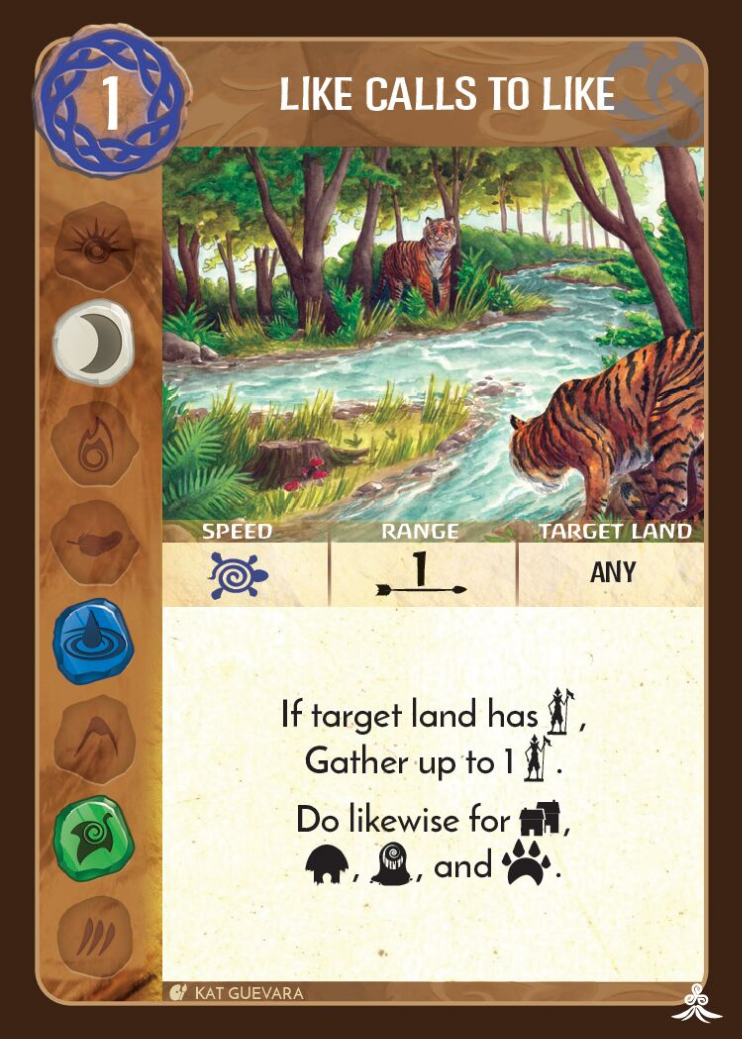 1
LIKE CALLS TO LIKE
SPEED RANGE TARGET LAND
1 ANY
If target land has ,
Gather up to 1 .
Do likewise for ,
, , and .
KAT GUEVARA